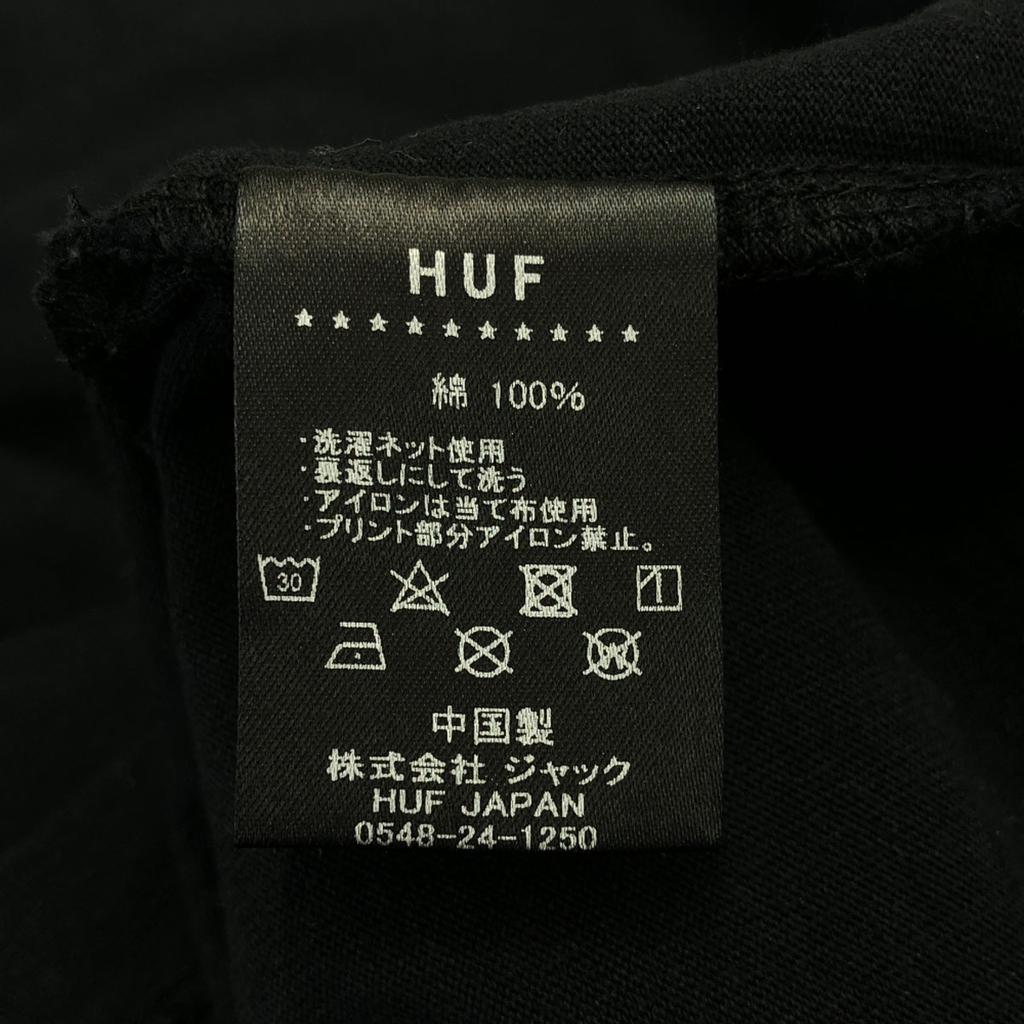 HUF
綿 100%
・洗濯ネット使用
・裏返しにして洗う
・アイロンは当て布使用
・プリント部分アイロン禁止。
30
W
中国製
株式会社 ジャック
HUF JAPAN
0548-24-1250